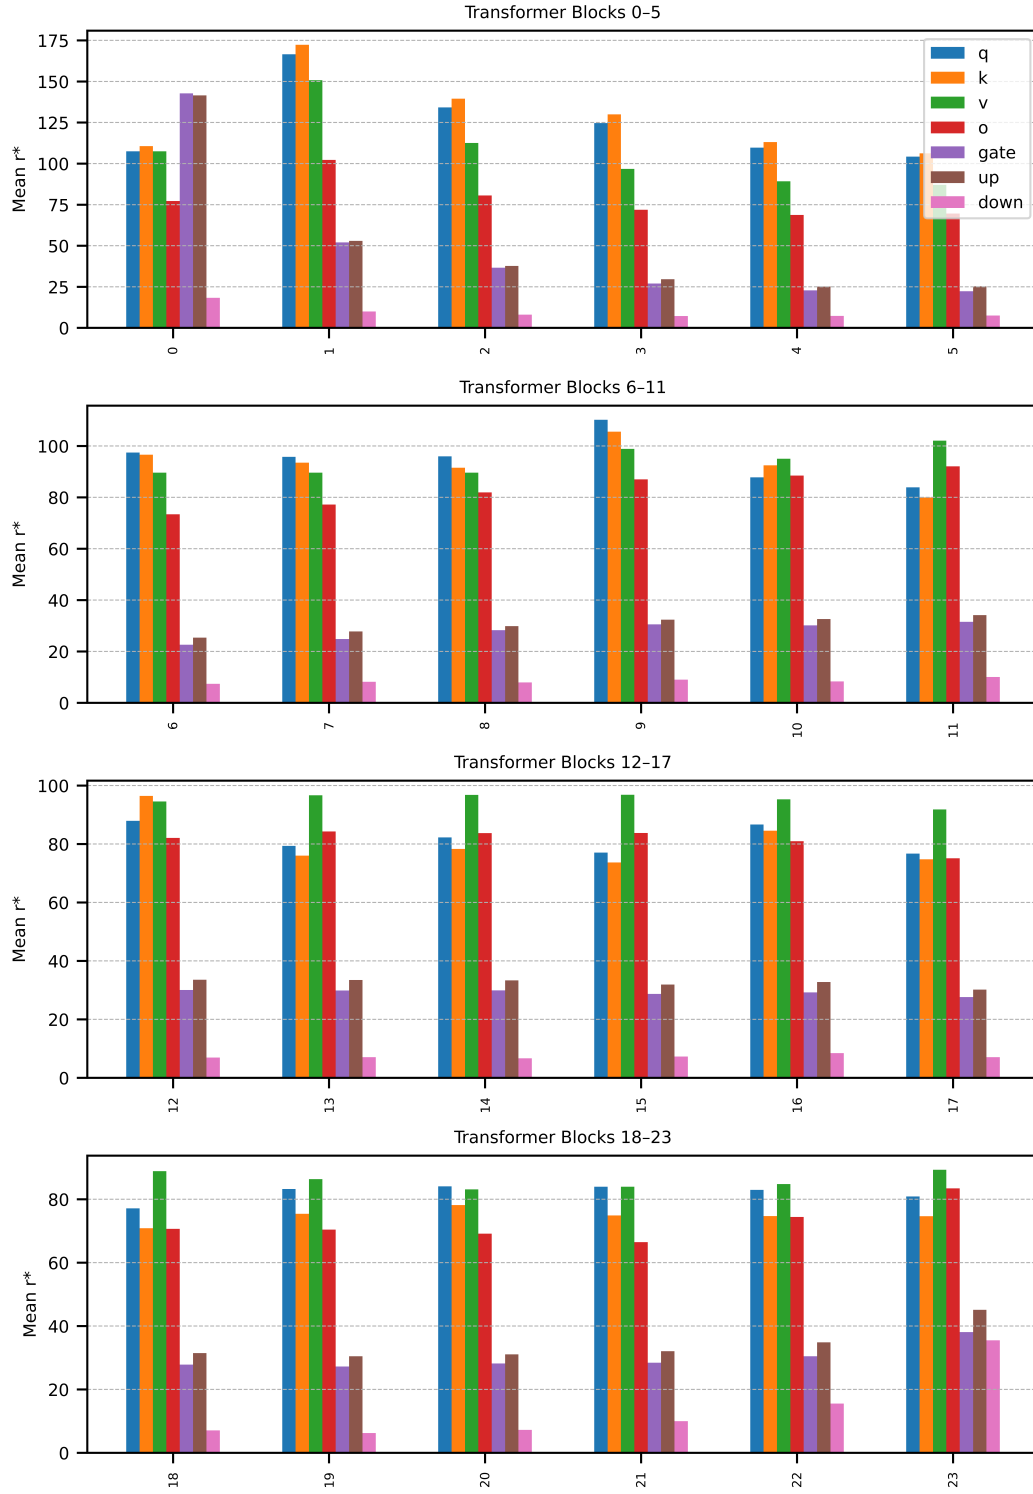 Transformer Blocks 0–5
Mean r*
175
150
125
100
75
50
25
0
q
k
v
o
gate
up
down
0 1 2 3 4 5
Transformer Blocks 6–11
Mean r*
100
80
60
40
20
0
6 7 8 9 10 11
Transformer Blocks 12–17
Mean r*
100
80
60
40
20
0
12 13 14 15 16 17
Transformer Blocks 18–23
Mean r*
80
60
40
20
0
18 19 20 21 22 23